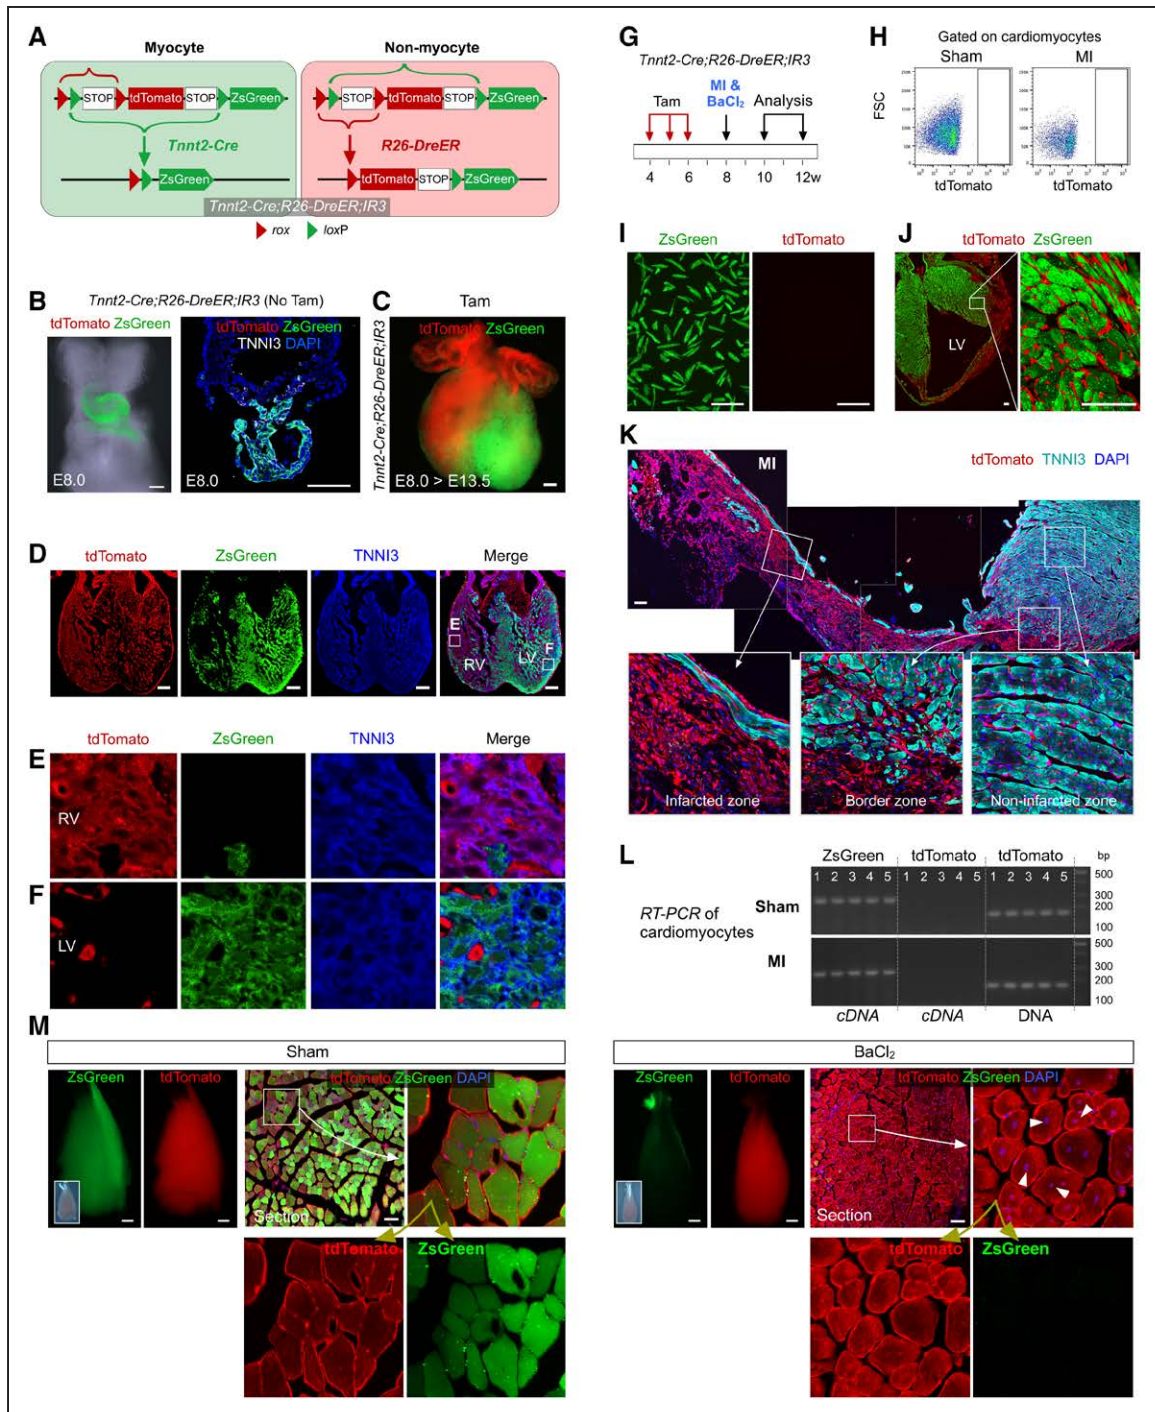 A
Myocyte
Non-myocyte
STOP
tdTomato
STOP
ZsGreen
STOP
tdTomato
STOP
ZsGreen
Tnnt2-Cre
R26-DreER
ZsGreen
tdTomato
STOP
ZsGreen
Tnnt2-Cre;R26-DreER;IR3
rox
loxP
B
Tnnt2-Cre;R26-DreER;IR3 (No Tam)
tdTomato ZsGreen
E8.0
tdTomato ZsGreen
TNNI3 DAPI
E8.0
C
Tam
Tnnt2-Cre;R26-DreER;IR3
tdTomato ZsGreen
E8.0 > E13.5
D
tdTomato
ZsGreen
TNNI3
Merge
E
RV
LV
F
E
tdTomato
ZsGreen
TNNI3
Merge
RV
F
LV
G
Tnnt2-Cre;R26-DreER;IR3
Tam
MI &
BaCl₂
Analysis
4 6 8 10 12w
H
Gated on cardiomyocytes
Sham
MI
FSC
tdTomato
tdTomato
I
ZsGreen
tdTomato
J
tdTomato ZsGreen
LV
K
MI
tdTomato TNNI3 DAPI
Infarcted zone
Border zone
Non-infarcted zone
L
ZsGreen
tdTomato
tdTomato
bp
1 2 3 4 5 1 2 3 4 5 1 2 3 4 5
500
300
200
100
RT-PCR of
cardiomyocytes
Sham
MI
500
300
200
100
cDNA
cDNA
DNA
M
Sham
ZsGreen
tdTomato
tdTomato ZsGreen DAPI
Section
tdTomato
ZsGreen
BaCl₂
ZsGreen
tdTomato
tdTomato ZsGreen DAPI
Section
tdTomato
ZsGreen